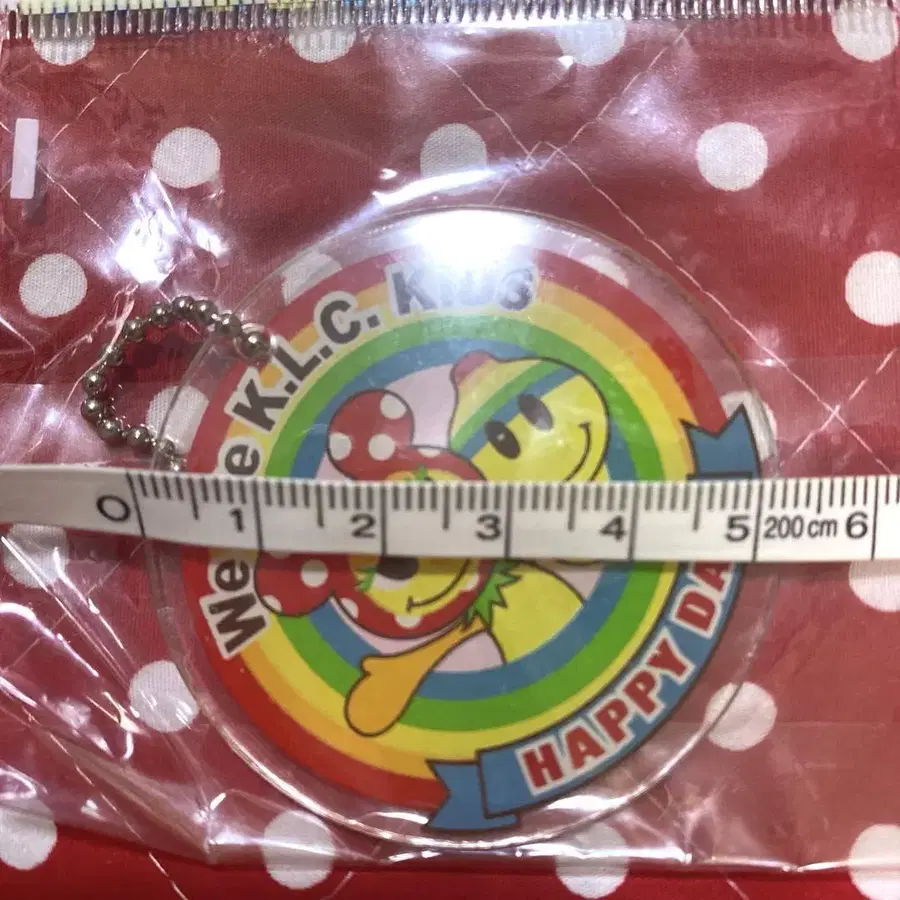 We
e K.L.C. Kids
0 1 2 3 4 5 200cm 6
HAPPY DA